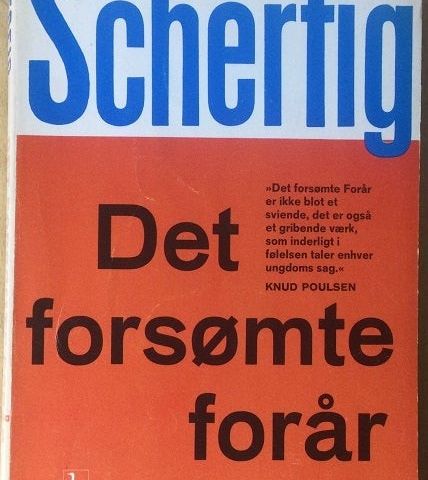 Scherfig
»Det forsømte Forår
er ikke blot et
sviende, det er også
et gribende værk,
som inderligt i
følelsen taler enhver
ungdoms sag.«
KNUD POULSEN
Det
forsømte
forår